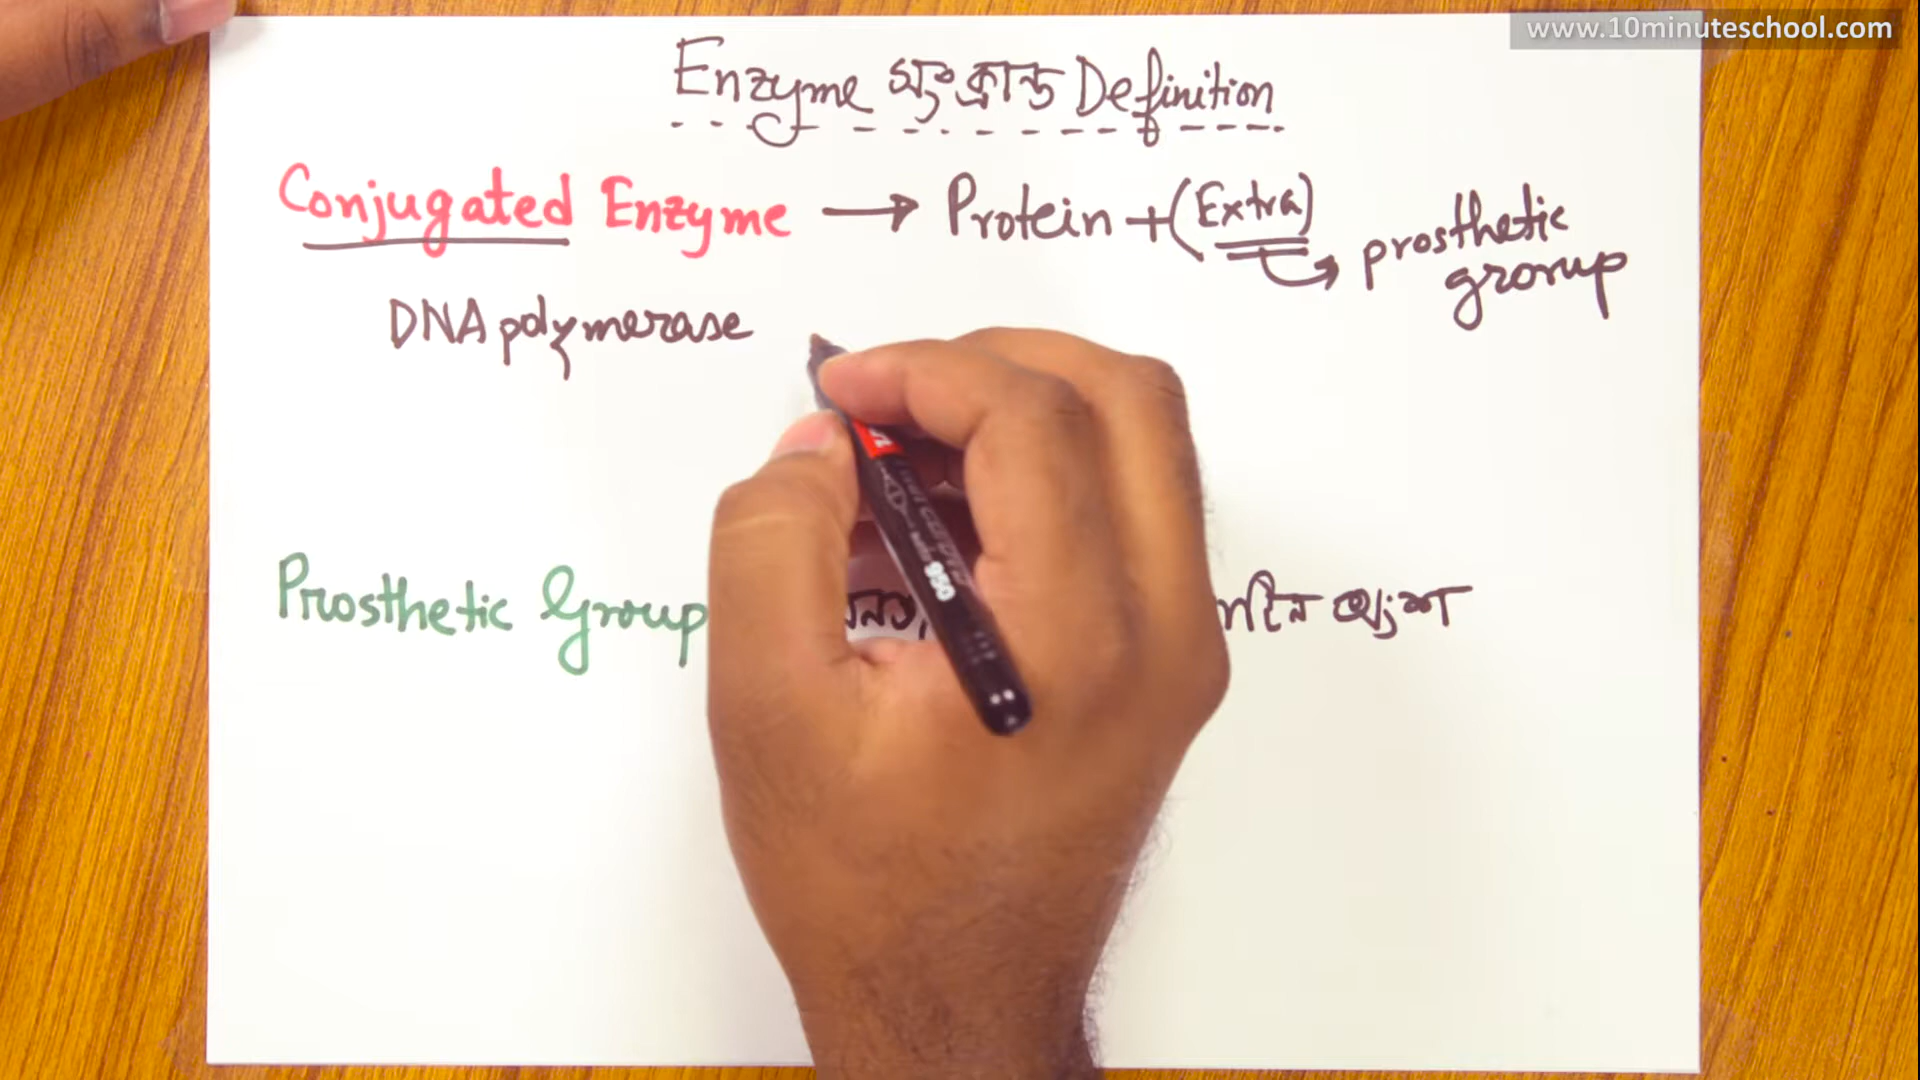 www.10minuteschool.com
Enzyme সংক্রান্ত Definition
Conjugated Enzyme → Protein + (Extra)
prosthetic
group
DNA polymerase
Prosthetic Group অংশ